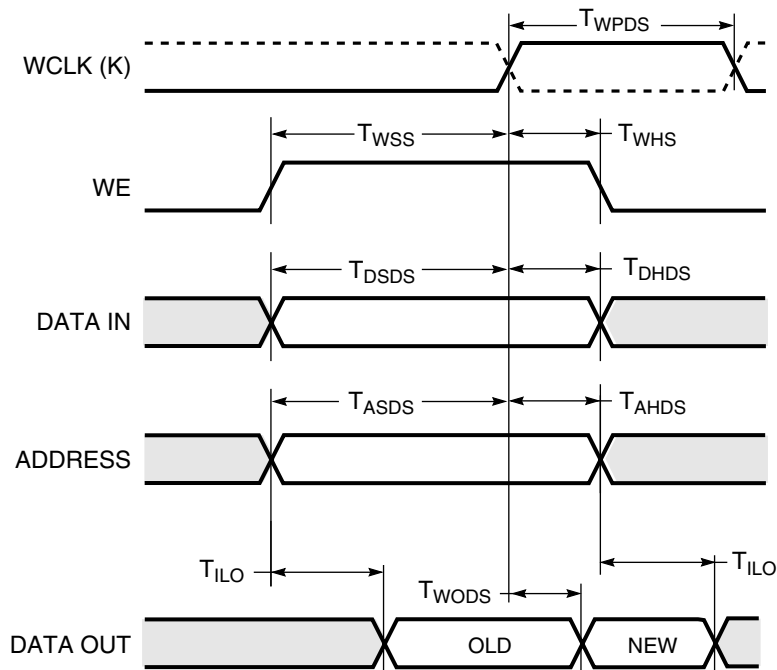 T_WPDS
WCLK (K)
T_WSS T_WHS
WE
T_DSDS T_DHDS
DATA IN
T_ASDS T_AHDS
ADDRESS
T_ILO T_ILO
T_WODS
DATA OUT OLD NEW